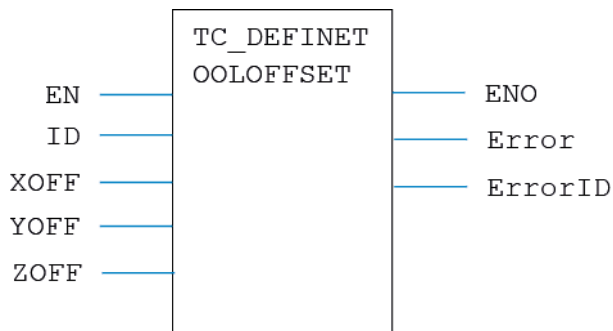 TC_DEFINET
OOLOFFSET
EN
ID
XOFF
YOFF
ZOFF
ENO
Error
ErrorID